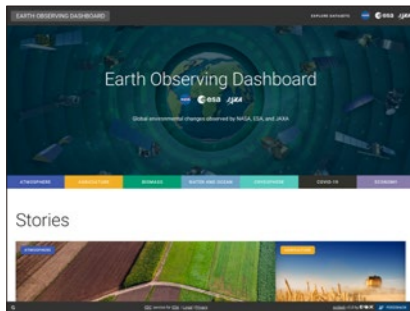 EARTH OBSERVING DASHBOARD
EXPLORE DATASETS
esa
Earth Observing Dashboard
esa
Global environmental changes observed by NASA, ESA, and JAXA
ATMOSPHERE
AGRICULTURE
BIOMASS
WATER AND OCEAN
CRYOSPHERE
COVID-19
ECONOMY
Stories
ATMOSPHERE
AGRICULTURE